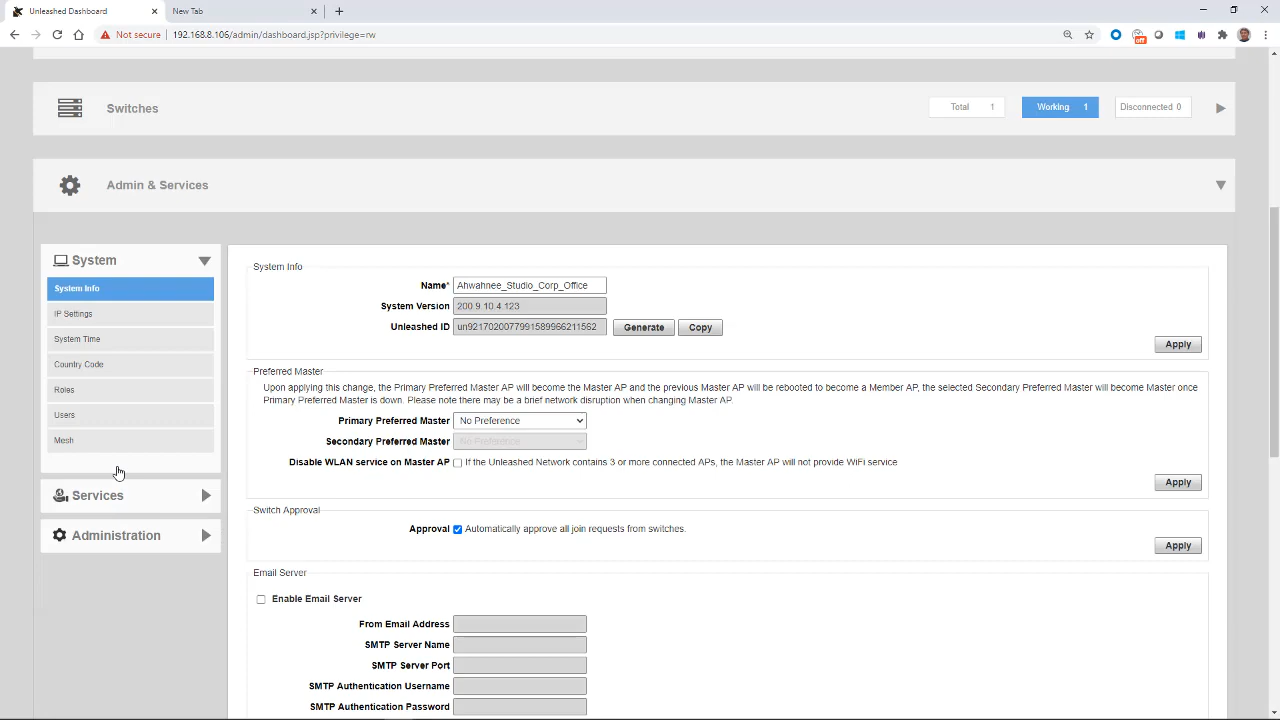 Unleashed Dashboard
New Tab
Not secure 192.168.8.106/admin/dashboard.jsp?privilege=rw
off
Switches
Total 1
Working 1
Disconnected 0
Admin & Services
System
System Info
IP Settings
System Time
Country Code
Roles
Users
Mesh
Services
Administration
System Info
Name* Ahwahnee_Studio_Corp_Office
System Version 200.9.10.4.123
Unleashed ID un9217020077991589966211562 Generate Copy
Apply
Preferred Master
Upon applying this change, the Primary Preferred Master AP will become the Master AP and the previous Master AP will be rebooted to become a Member AP, the selected Secondary Preferred Master will become Master once
Primary Preferred Master is down. Please note there may be a brief network disruption when changing Master AP.
Primary Preferred Master No Preference
Secondary Preferred Master No Preference
Disable WLAN service on Master AP If the Unleashed Network contains 3 or more connected APs, the Master AP will not provide WiFi service
Apply
Switch Approval
Approval Automatically approve all join requests from switches.
Apply
Email Server
Enable Email Server
From Email Address
SMTP Server Name
SMTP Server Port
SMTP Authentication Username
SMTP Authentication Password